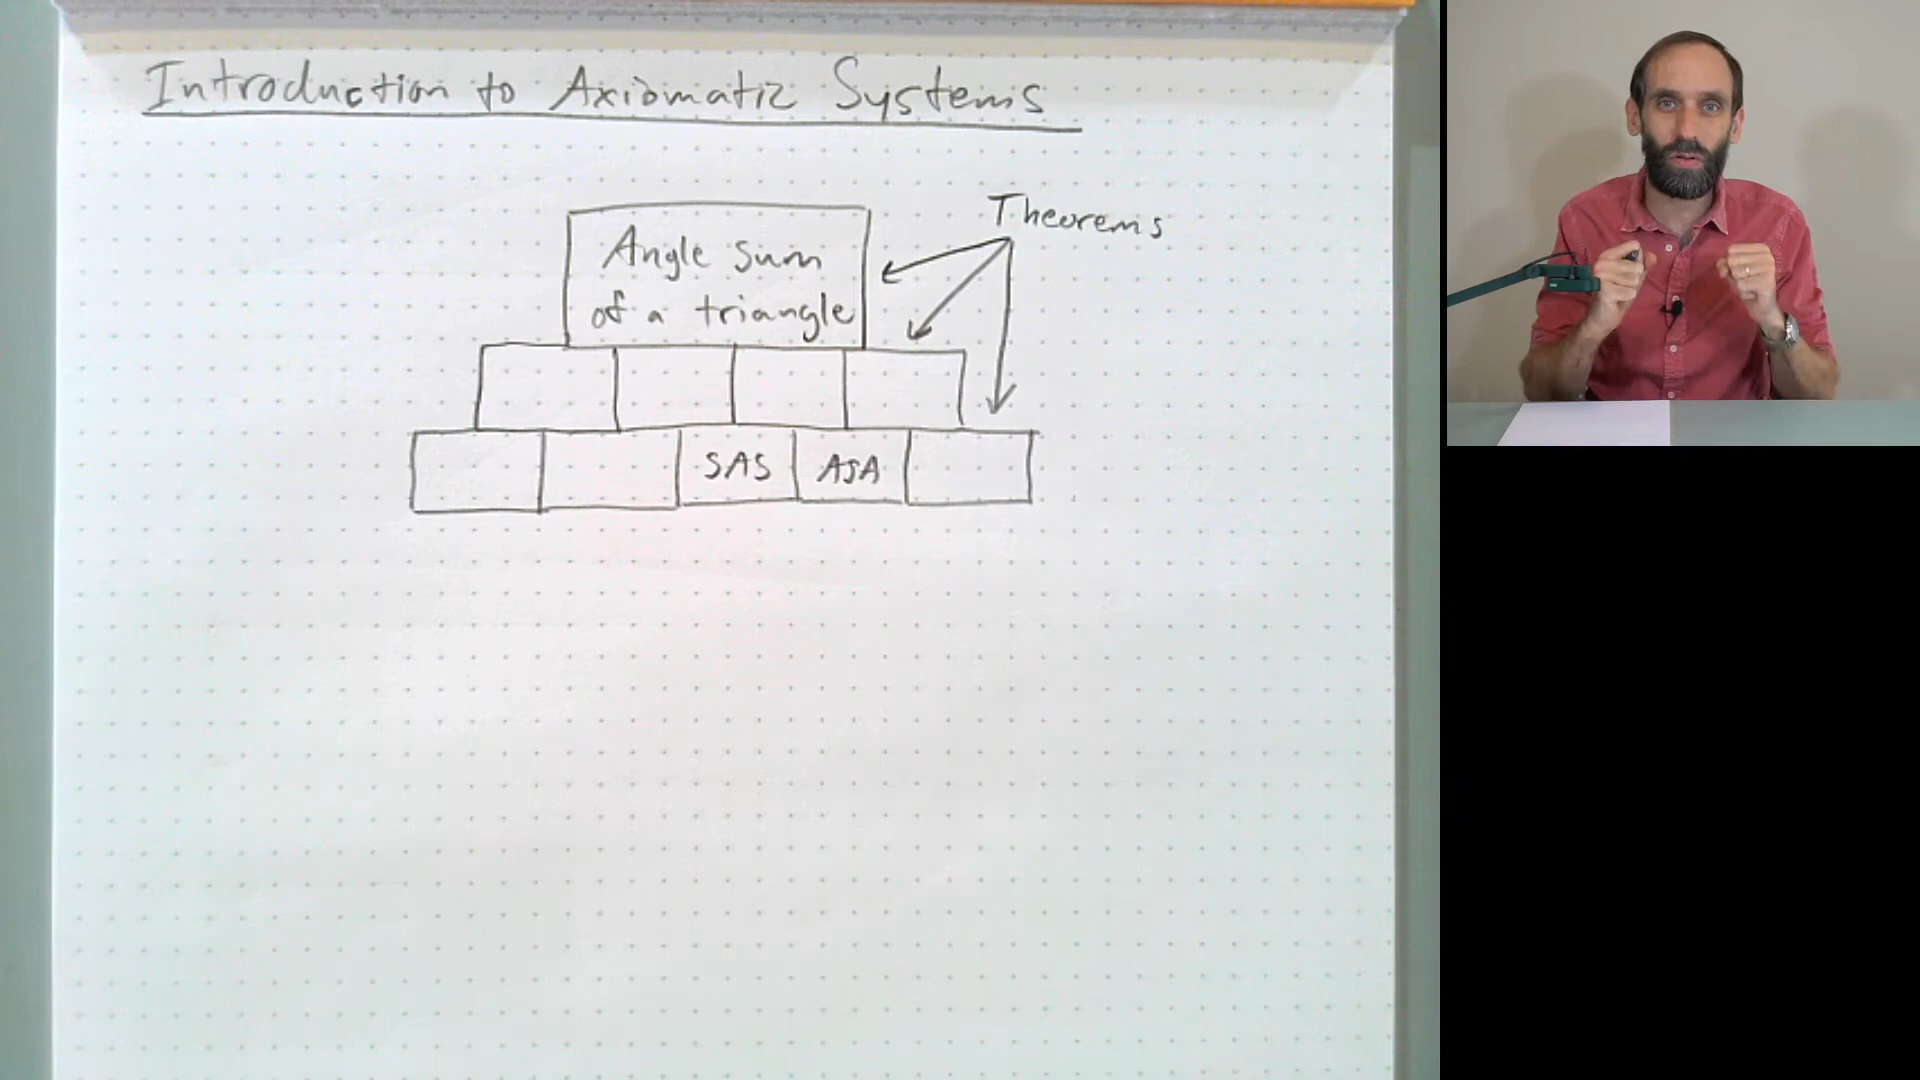 Introduction to Axiomatic Systems
Theorems
Angle sum
of a triangle
SAS
ASA